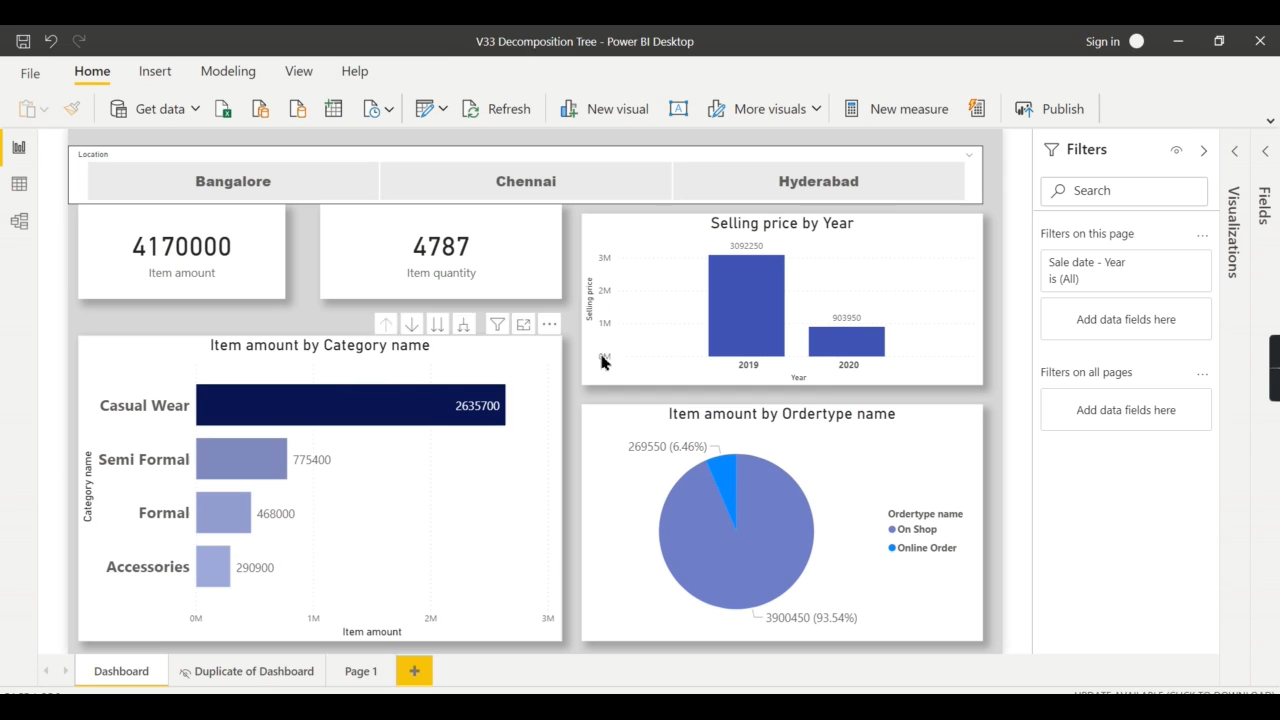 V33 Decomposition Tree - Power BI Desktop
Sign in
File Home Insert Modeling View Help
Get data Refresh New visual More visuals New measure Publish
Location
Bangalore Chennai Hyderabad
4170000
Item amount
4787
Item quantity
Selling price by Year
3092250
3M
2M
Selling price
903950
1M
0M
2019 2020
Year
Item amount by Category name
Casual Wear 2635700
Semi Formal 775400
Category name
Formal 468000
Accessories 290900
0M 1M 2M 3M
Item amount
Item amount by Ordertype name
269550 (6.46%)
Ordertype name
On Shop
Online Order
3900450 (93.54%)
Filters
Search
Filters on this page ...
Sale date - Year
is (All)
Add data fields here
Filters on all pages ...
Add data fields here
Visualizations
Fields
Dashboard Duplicate of Dashboard Page 1 +